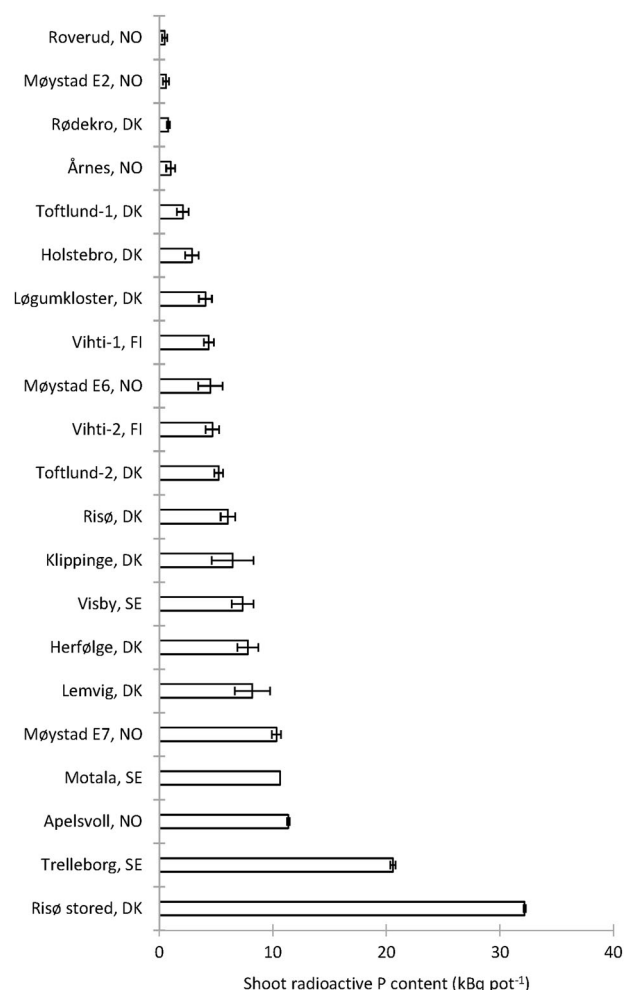 Roverud, NO
Møystad E2, NO
Rødekro, DK
Årnes, NO
Toftlund-1, DK
Holstebro, DK
Løgumkloster, DK
Vihti-1, FI
Møystad E6, NO
Vihti-2, FI
Toftlund-2, DK
Risø, DK
Klippinge, DK
Visby, SE
Herfølge, DK
Lemvig, DK
Møystad E7, NO
Motala, SE
Apelsvoll, NO
Trelleborg, SE
Risø stored, DK
0 10 20 30 40
Shoot radioactive P content (kBq pot⁻¹)